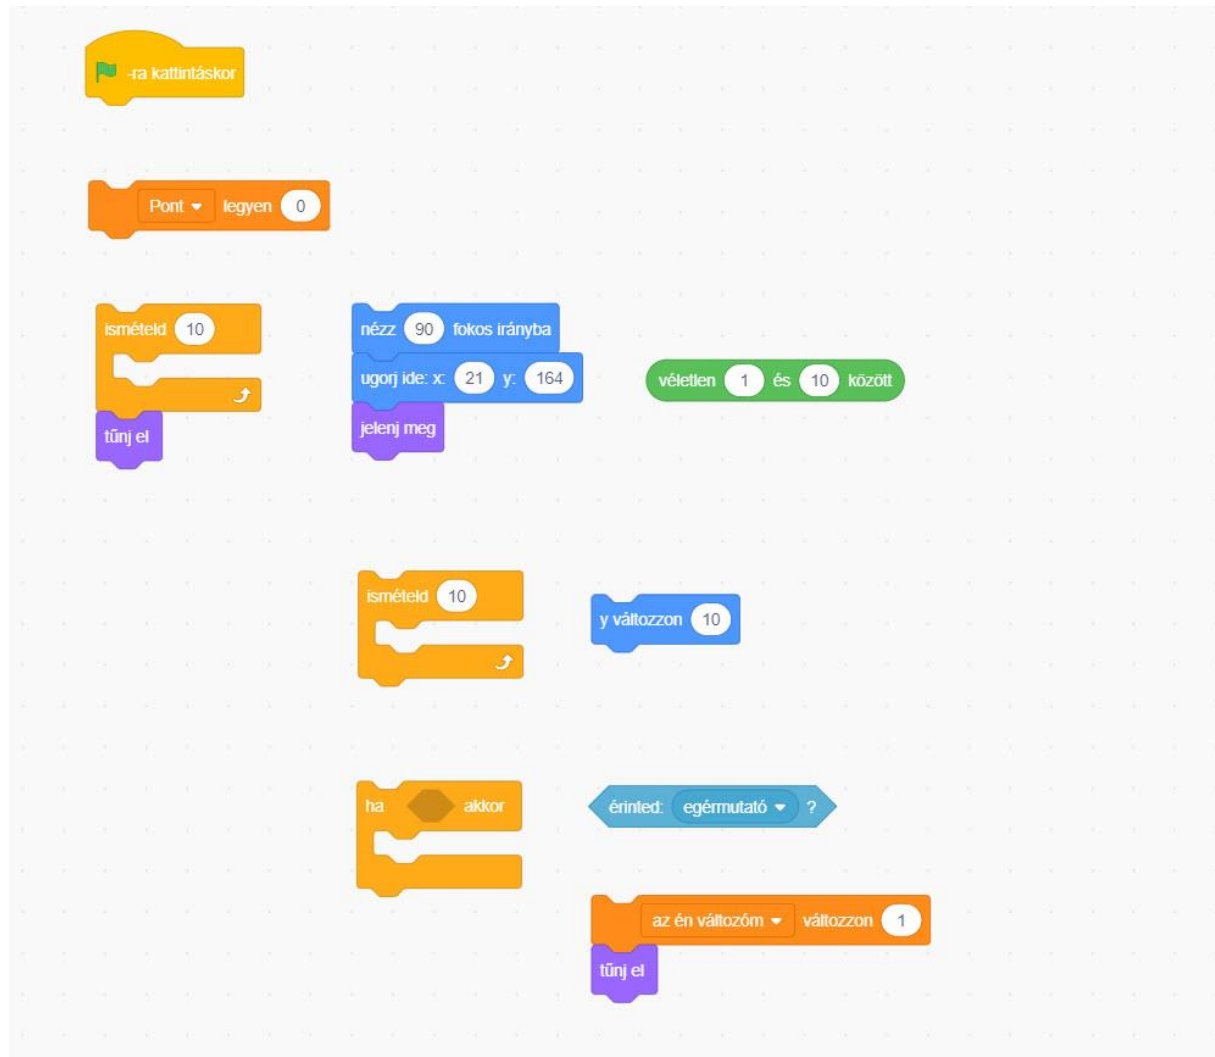 -ra kattintáskor
Pont legyen 0
ismételd 10
tűnj el
nézz 90 fokos irányba
ugorj ide: x: 21 y: 164
jelenj meg
véletlen 1 és 10 között
ismételd 10
y változzon 10
ha akkor
érinted: egérmutató ?
az én változóm változzon 1
tűnj el